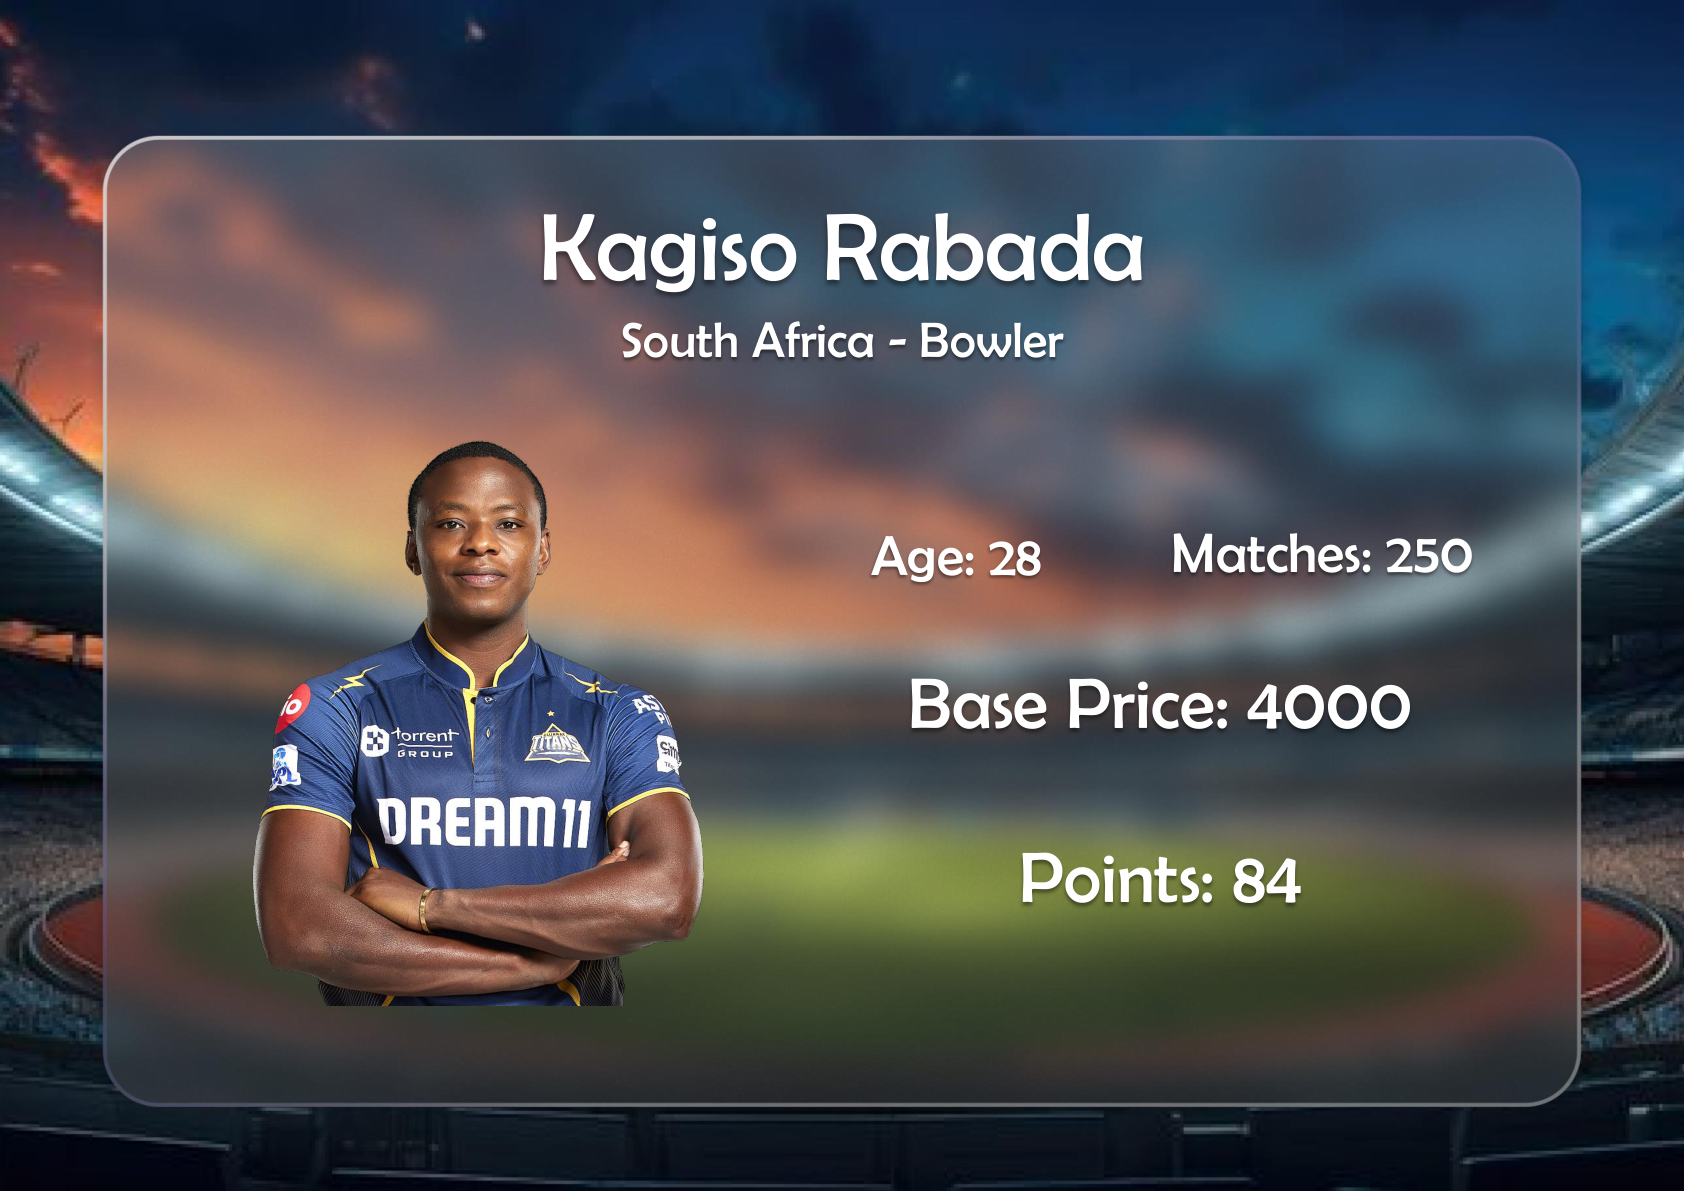 Kagiso Rabada
South Africa - Bowler
Age: 28
Matches: 250
Base Price: 4000
Points: 84
torrent
GROUP
TITANS
DREAM11